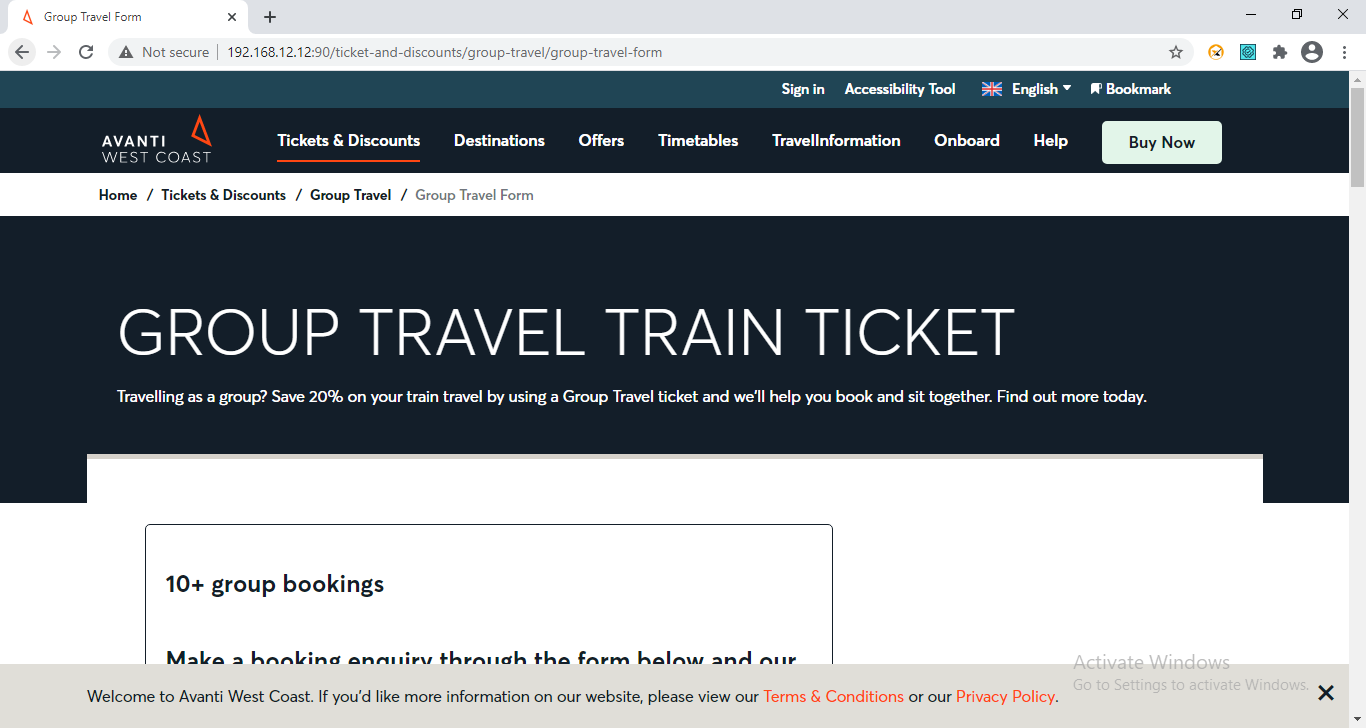 Group Travel Form
Not secure 192.168.12.12:90/ticket-and-discounts/group-travel/group-travel-form
Sign in Accessibility Tool English Bookmark
AVANTI
WEST COAST
Tickets & Discounts Destinations Offers Timetables TravelInformation Onboard Help Buy Now
Home / Tickets & Discounts / Group Travel / Group Travel Form
GROUP TRAVEL TRAIN TICKET
Travelling as a group? Save 20% on your train travel by using a Group Travel ticket and we'll help you book and sit together. Find out more today.
10+ group bookings
Make a booking enquiry through the form below and our
Activate Windows
Go to Settings to activate Windows.
Welcome to Avanti West Coast. If you'd like more information on our website, please view our Terms & Conditions or our Privacy Policy.